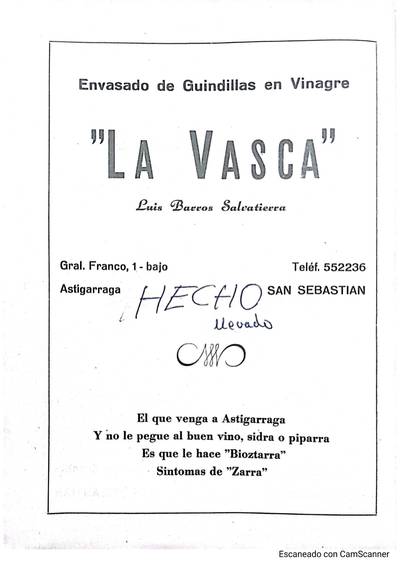 Envasado de Guindillas en Vinagre
"LA VASCA"
Luis Barros Salvatierra
Gral. Franco, 1 - bajo
Teléf. 552236
Astigarraga
HECHO
SAN SEBASTIAN
llevado
El que venga a Astigarraga
Y no le pegue al buen vino, sidra o piparra
Es que le hace "Bioztarra"
Sintomas de "Zarra"
Escaneado con CamScanner